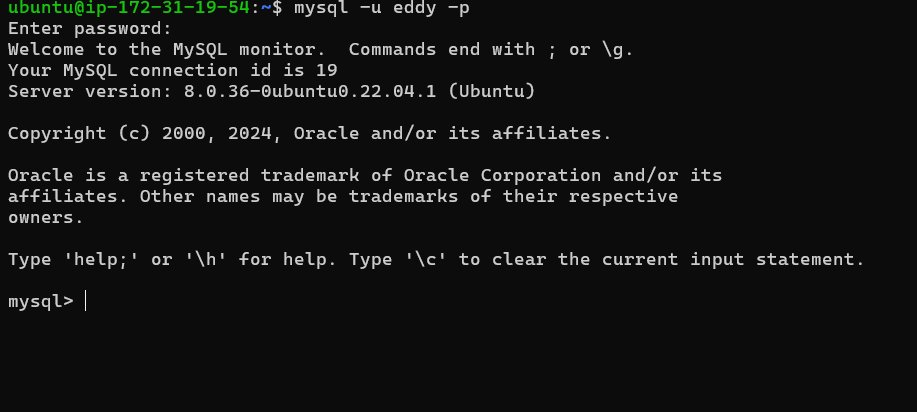 ubuntu@ip-172-31-19-54:~$ mysql -u eddy -p
Enter password:
Welcome to the MySQL monitor.  Commands end with ; or \g.
Your MySQL connection id is 19
Server version: 8.0.36-0ubuntu0.22.04.1 (Ubuntu)
Copyright (c) 2000, 2024, Oracle and/or its affiliates.
Oracle is a registered trademark of Oracle Corporation and/or its
affiliates. Other names may be trademarks of their respective
owners.
Type 'help;' or '\h' for help. Type '\c' to clear the current input statement.
mysql>